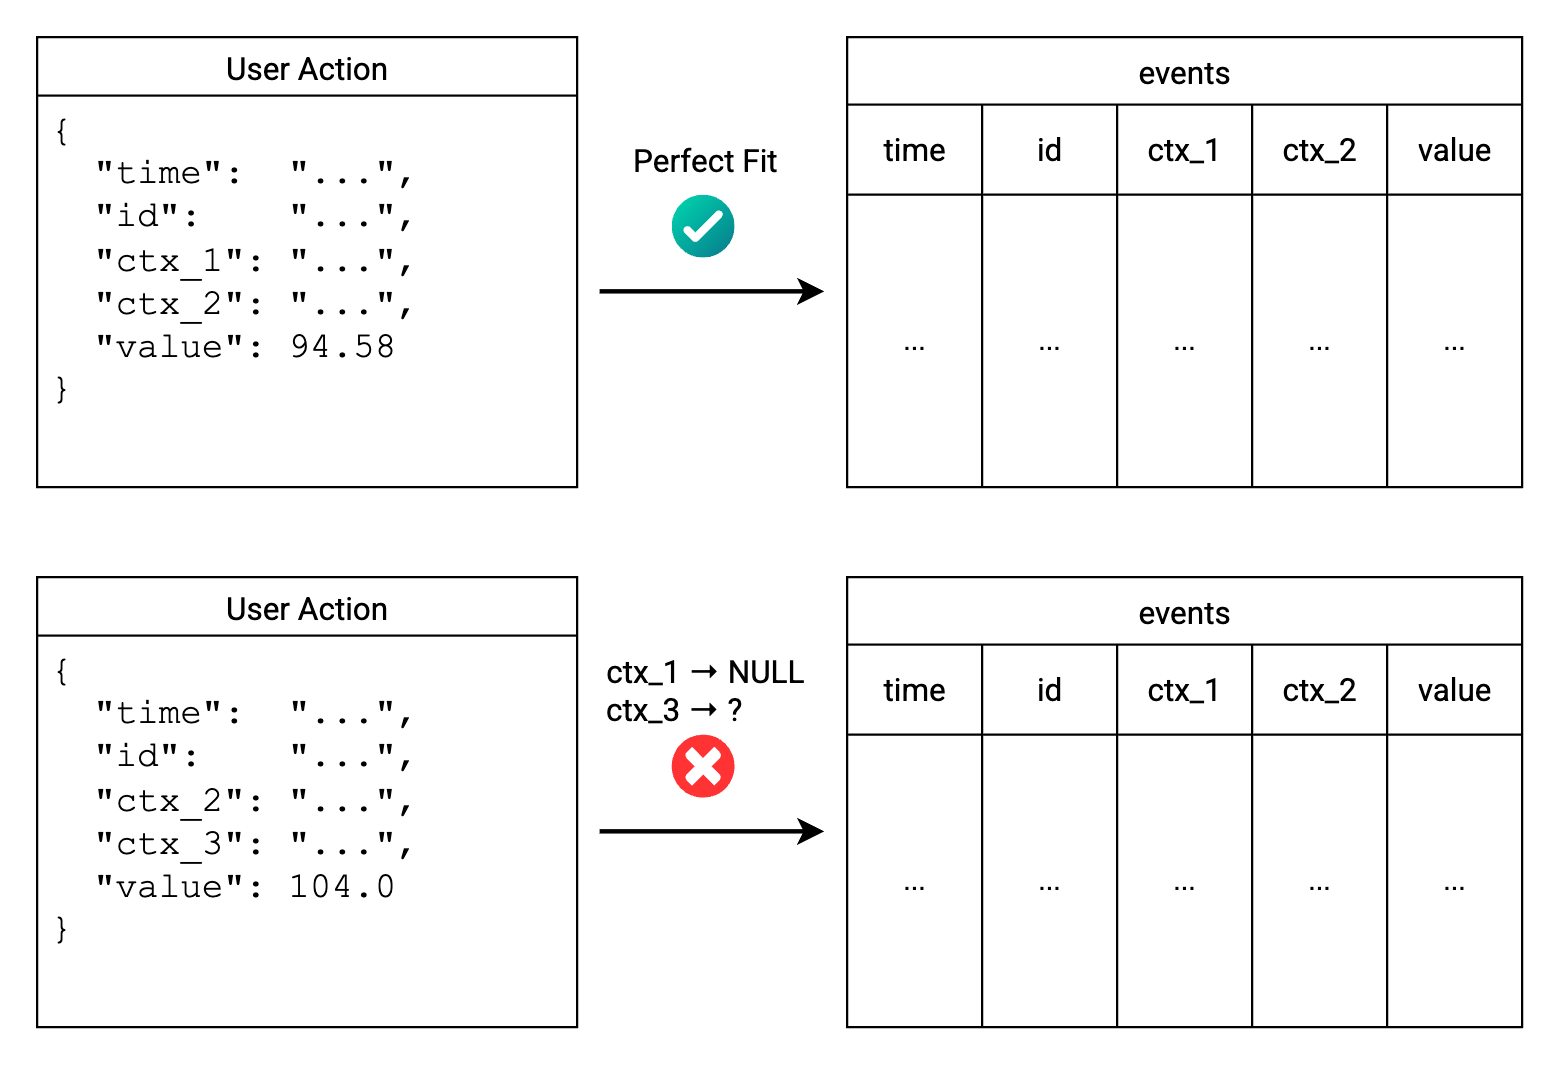 User Action
{
  "time":  "...",
  "id":    "...",
  "ctx_1": "...",
  "ctx_2": "...",
  "value": 94.58
}
Perfect Fit
events
time id ctx_1 ctx_2 value
... ... ... ... ...
User Action
{
  "time":  "...",
  "id":    "...",
  "ctx_2": "...",
  "ctx_3": "...",
  "value": 104.0
}
ctx_1 → NULL
ctx_3 → ?
events
time id ctx_1 ctx_2 value
... ... ... ... ...